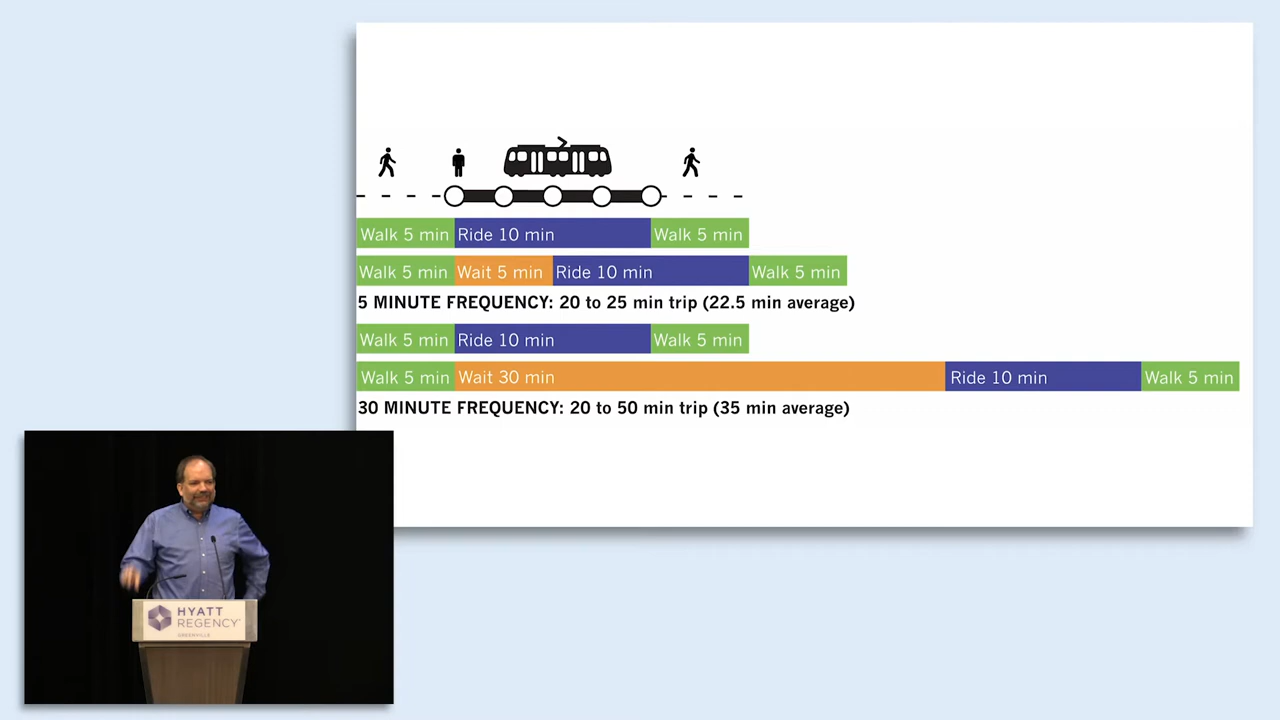 Walk 5 min Ride 10 min Walk 5 min
Walk 5 min Wait 5 min Ride 10 min Walk 5 min
5 MINUTE FREQUENCY: 20 to 25 min trip (22.5 min average)
Walk 5 min Ride 10 min Walk 5 min
Walk 5 min Wait 30 min Ride 10 min Walk 5 min
30 MINUTE FREQUENCY: 20 to 50 min trip (35 min average)
HYATT
REGENCY
GREENVILLE